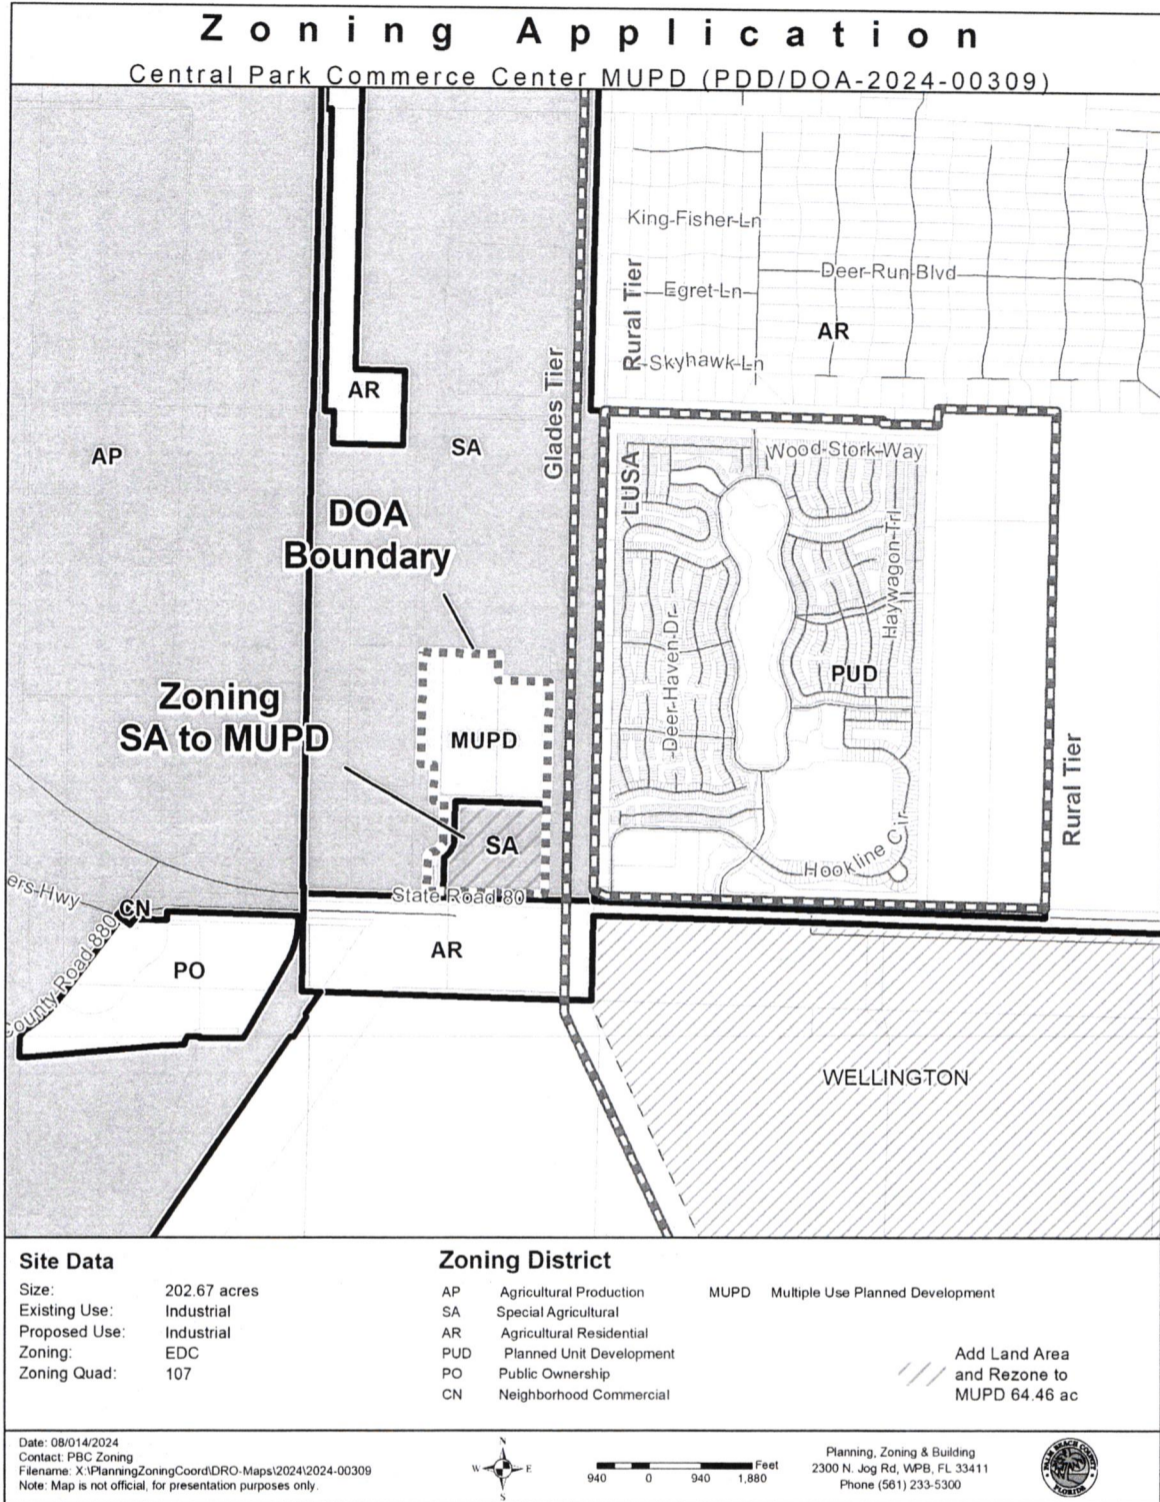 Zoning Application
Central Park Commerce Center MUPD (PDD/DOA-2024-00309)
King-Fisher-Ln
Deer-Run-Blvd
Rural Tier
Egret-Ln
AR
Skyhawk-Ln
Glades Tier
AR
AP
SA
LUSA
Wood-Stork-Way
DOA
Boundary
Haywagon-Trl
Deer-Haven-Dr
PUD
Zoning
SA to MUPD
MUPD
Rural Tier
SA
Hookline Cir
ers-Hwy
CN
State Road 80
County Road 880
PO
AR
WELLINGTON
Site Data
Size: 202.67 acres
Existing Use: Industrial
Proposed Use: Industrial
Zoning: EDC
Zoning Quad: 107
Zoning District
AP Agricultural Production
SA Special Agricultural
AR Agricultural Residential
PUD Planned Unit Development
PO Public Ownership
CN Neighborhood Commercial
MUPD Multiple Use Planned Development
Add Land Area
and Rezone to
MUPD 64.46 ac
Date: 08/014/2024
Contact: PBC Zoning
Filename: X:\PlanningZoningCoord\DRO-Maps\2024\2024-00309
Note: Map is not official, for presentation purposes only.
N
W E
S
Feet
940 0 940 1,880
Planning, Zoning & Building
2300 N. Jog Rd, WPB, FL 33411
Phone (561) 233-5300
PALM BEACH COUNTY
FLORIDA